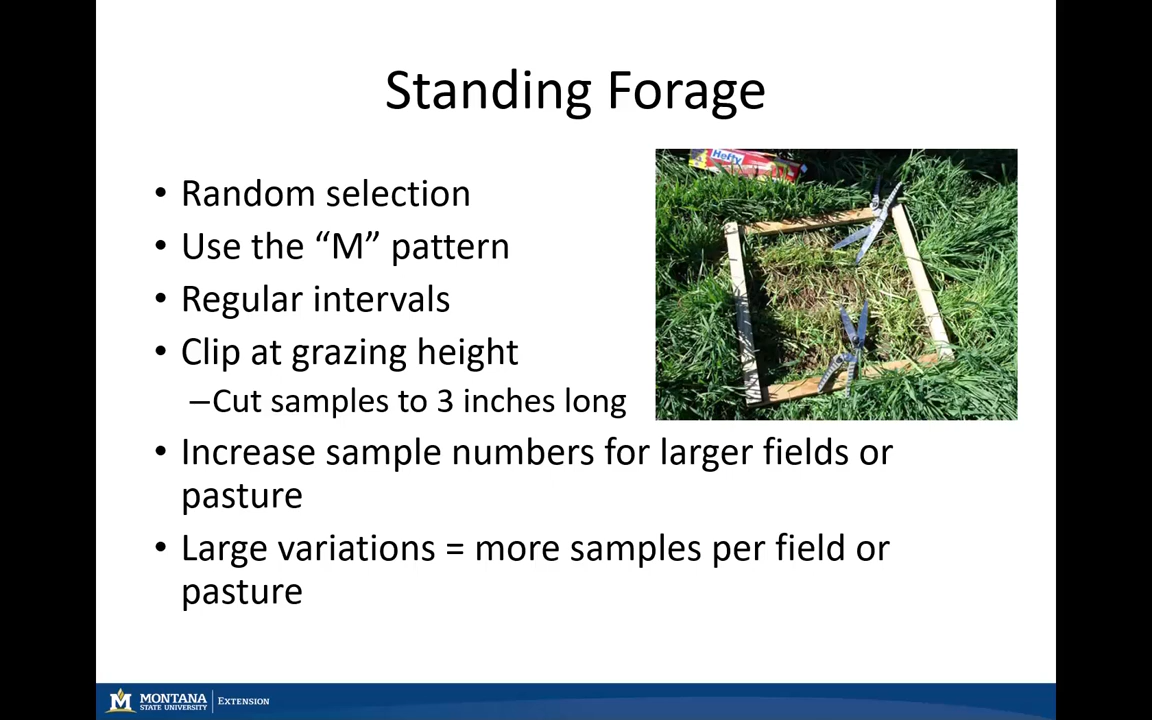 Standing Forage
• Random selection
• Use the “M” pattern
• Regular intervals
• Clip at grazing height
–Cut samples to 3 inches long
• Increase sample numbers for larger fields or
pasture
• Large variations = more samples per field or
pasture
Hefty
M MONTANA
STATE UNIVERSITY
EXTENSION